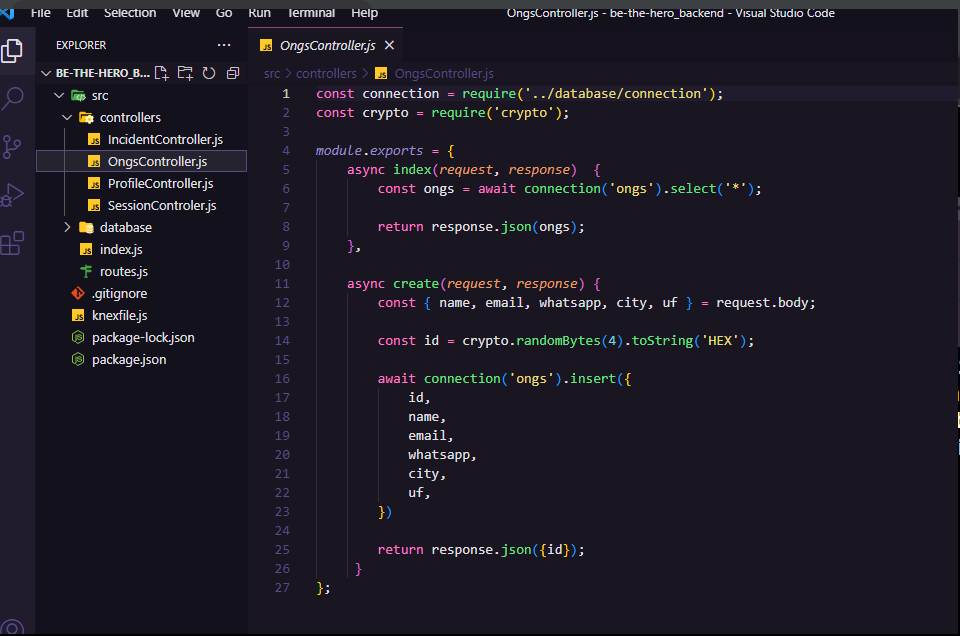 File Edit Selection View Go Run Terminal Help OngsController.js - be-the-hero_backend - Visual Studio Code
EXPLORER ···
BE-THE-HERO_B...
src
controllers
IncidentController.js
OngsController.js
ProfileController.js
SessionControler.js
database
index.js
routes.js
.gitignore
knexfile.js
package-lock.json
package.json
JS OngsController.js ×
src > controllers > JS OngsController.js
1 const connection = require('../database/connection');
2 const crypto = require('crypto');
3
4 module.exports = {
5 async index(request, response)  {
6 const ongs = await connection('ongs').select('*');
7
8 return response.json(ongs);
9 },
10
11 async create(request, response) {
12 const { name, email, whatsapp, city, uf } = request.body;
13
14 const id = crypto.randomBytes(4).toString('HEX');
15
16 await connection('ongs').insert({
17 id,
18 name,
19 email,
20 whatsapp,
21 city,
22 uf,
23 })
24
25 return response.json({id});
26 }
27 };